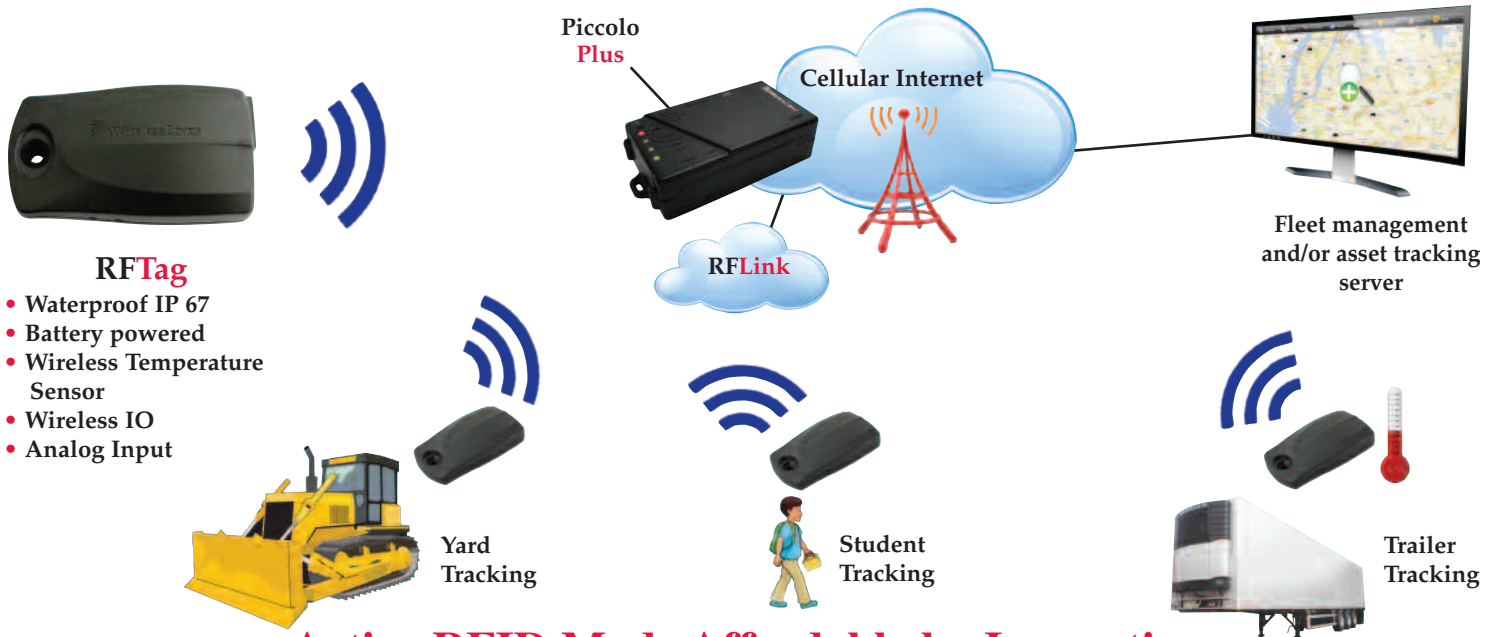 Piccolo
Plus
Cellular Internet
RFLink
Fleet management
and/or asset tracking
server
RFTag
• Waterproof IP 67
• Battery powered
• Wireless Temperature
Sensor
• Wireless IO
• Analog Input
Yard
Tracking
Student
Tracking
Trailer
Tracking